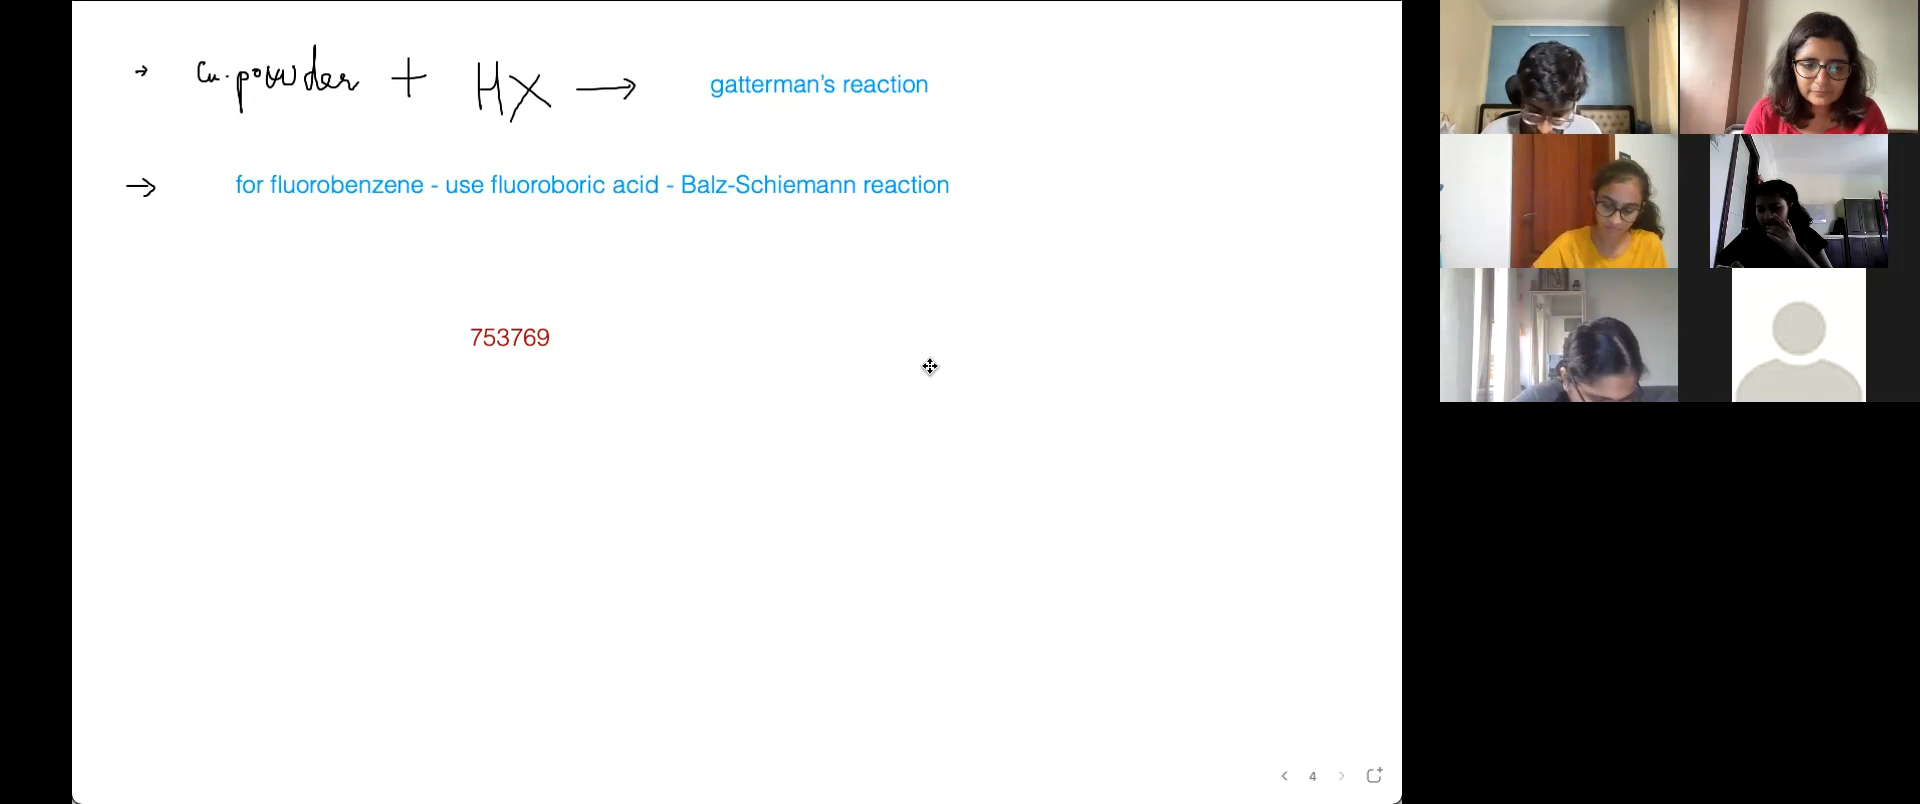 → Cu. powder + HX → gatterman's reaction
→ for fluorobenzene - use fluoroboric acid - Balz-Schiemann reaction
753769
< 4 >